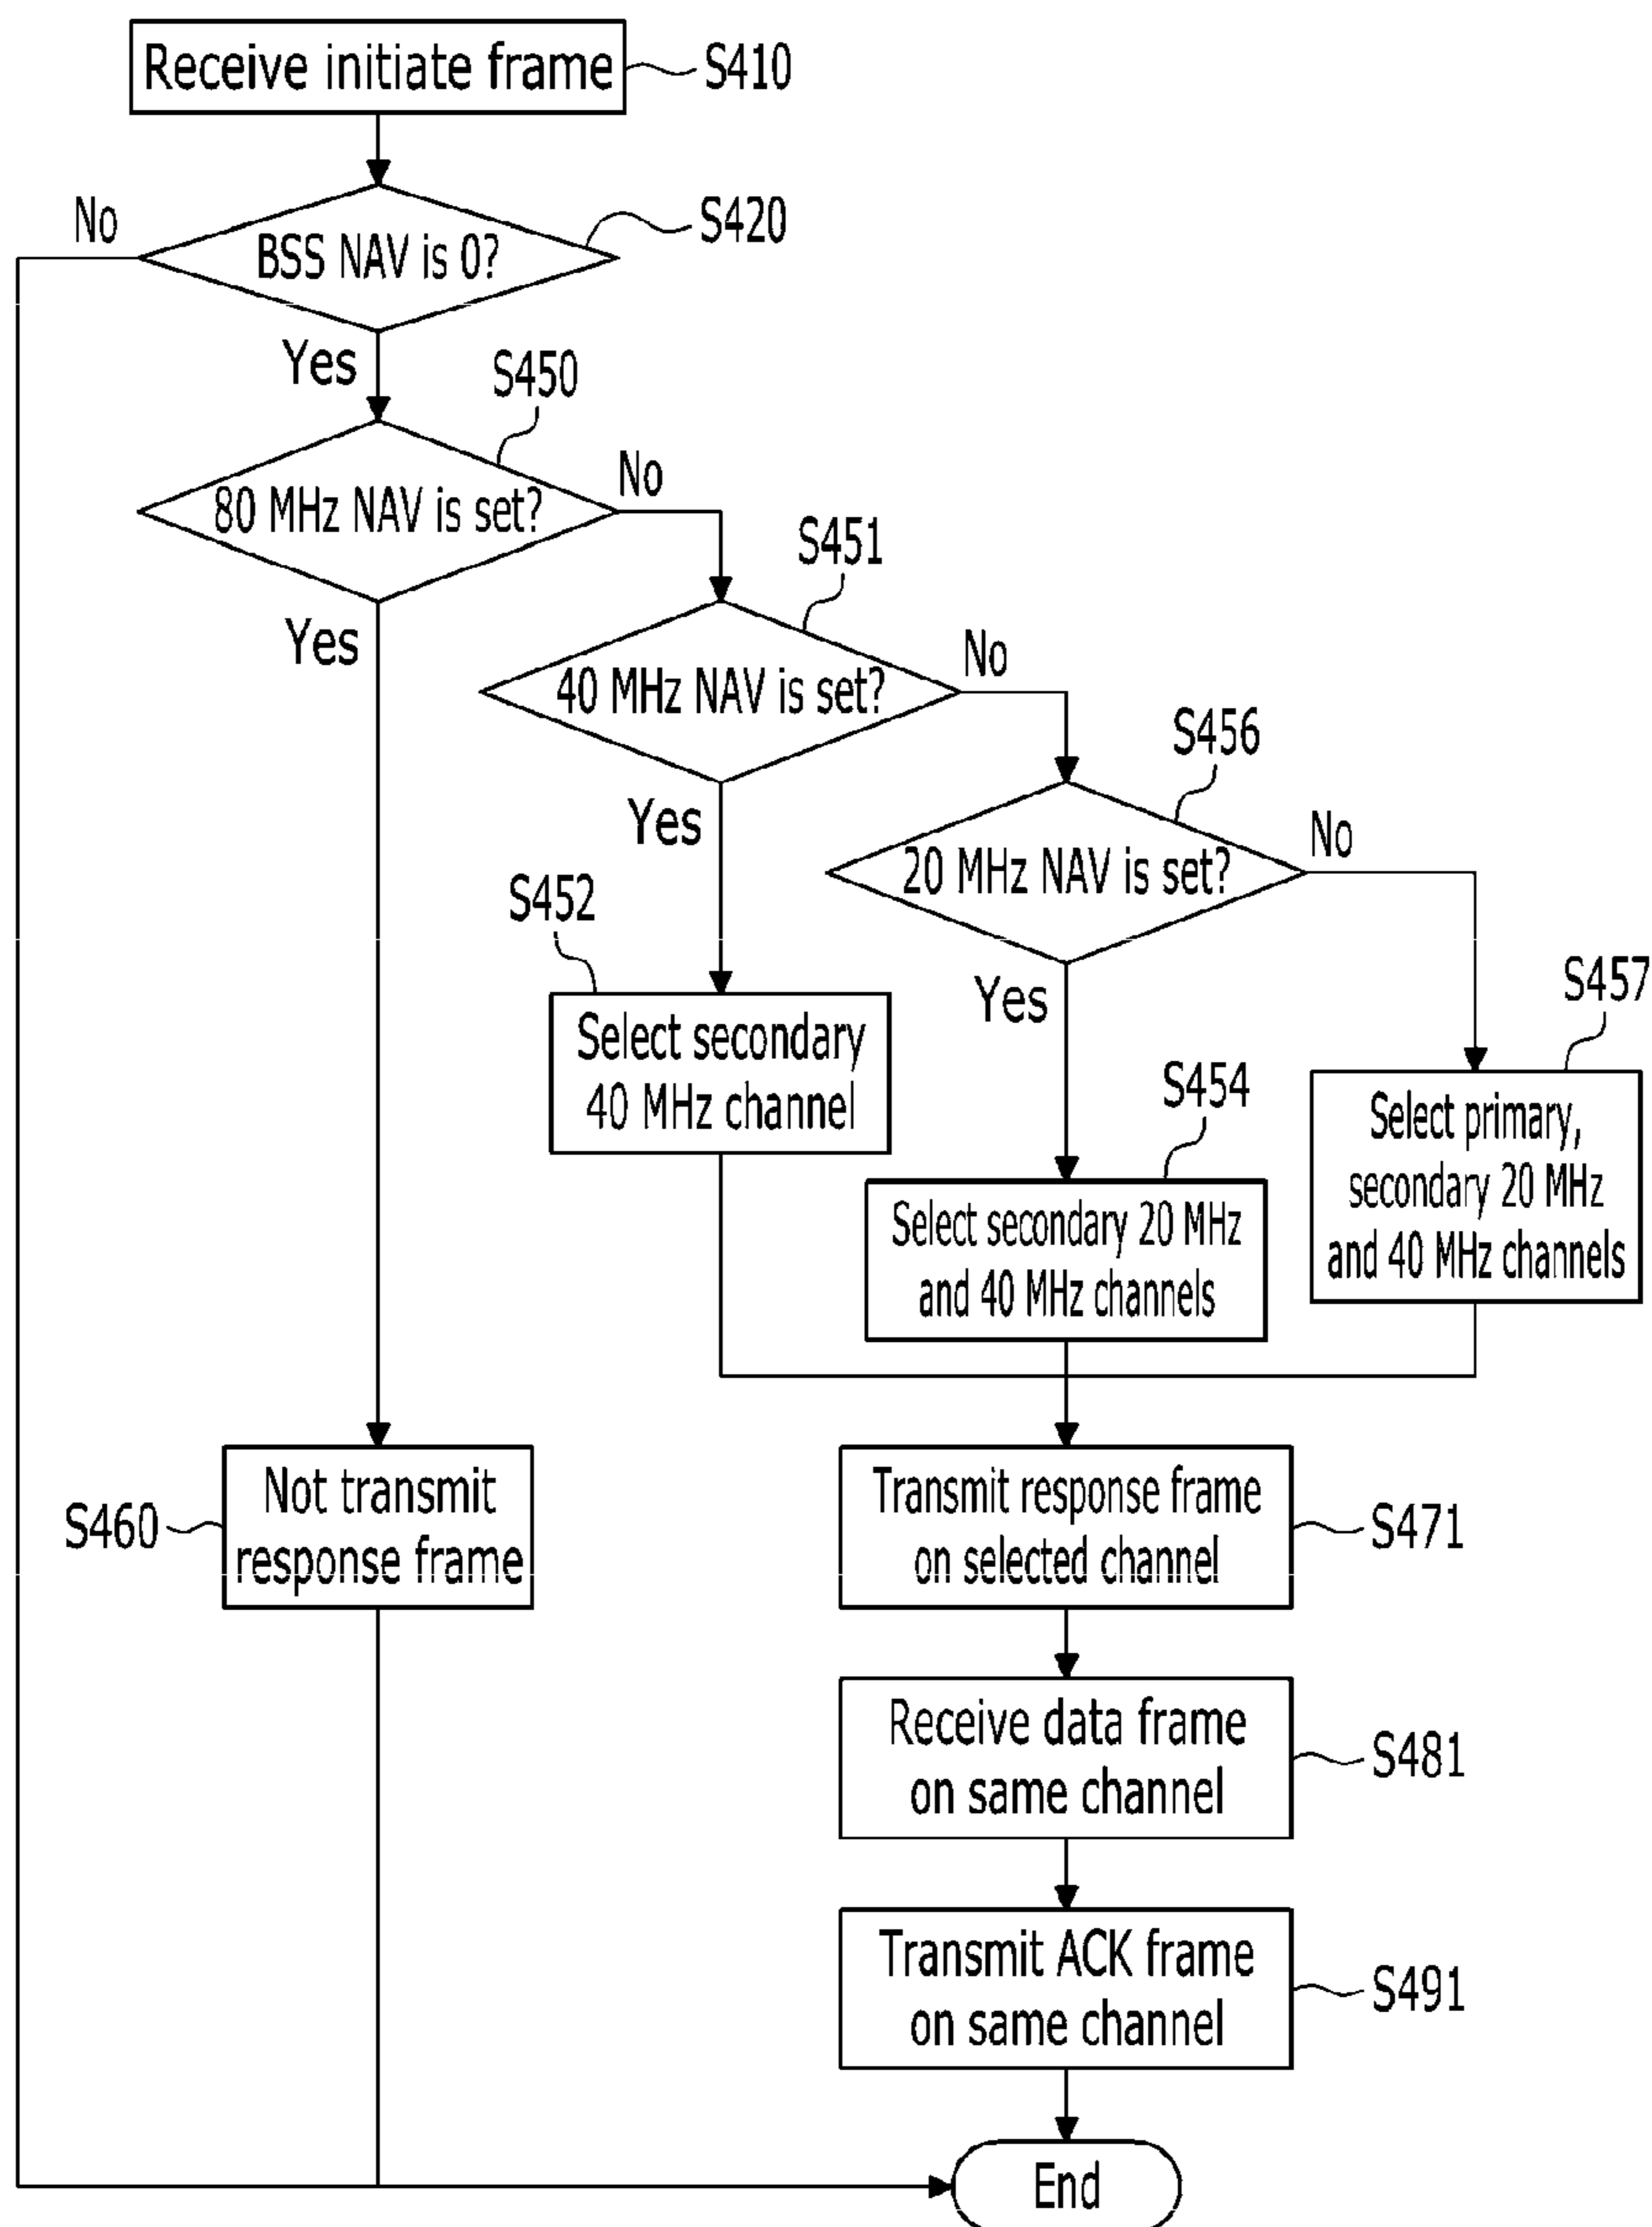 Receive initiate frame
S410
No
S420
BSS NAV is 0?
Yes
S450
80 MHz NAV is set?
No
S451
Yes
40 MHz NAV is set?
No
S456
Yes
20 MHz NAV is set?
No
S452
Select secondary
40 MHz channel
Yes
S457
Select primary,
secondary 20 MHz
and 40 MHz channels
S454
Select secondary 20 MHz
and 40 MHz channels
S460
Not transmit
response frame
Transmit response frame
on selected channel
S471
Receive data frame
on same channel
S481
Transmit ACK frame
on same channel
S491
End